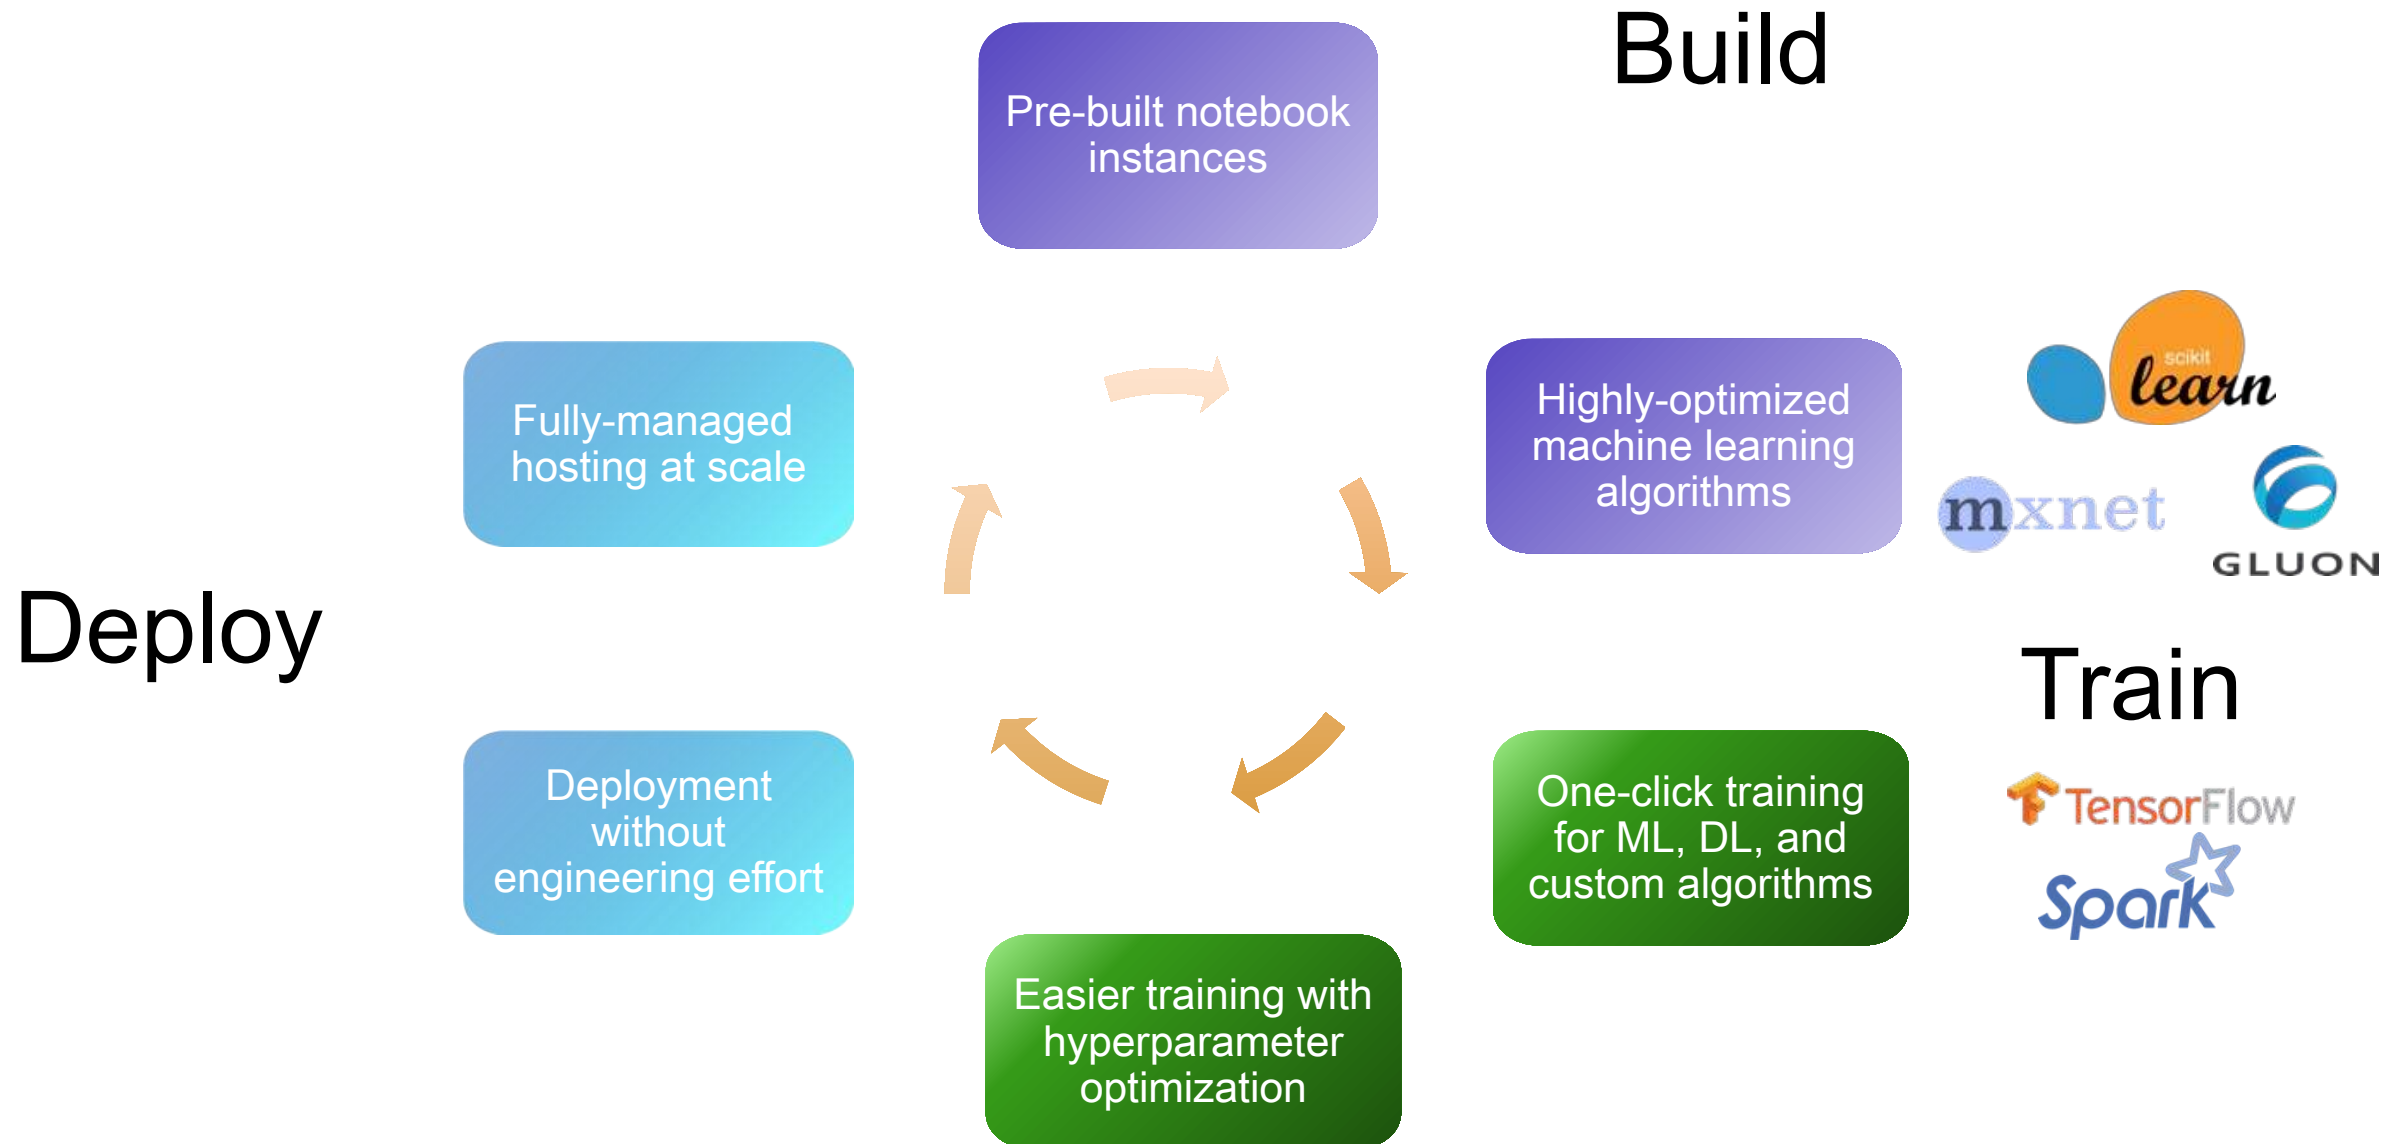 Build
Pre-built notebook
instances
Highly-optimized
machine learning
algorithms
scikit
learn
mxnet
GLUON
Train
One-click training
for ML, DL, and
custom algorithms
TensorFlow
Spark
Easier training with
hyperparameter
optimization
Deploy
Deployment
without
engineering effort
Fully-managed
hosting at scale